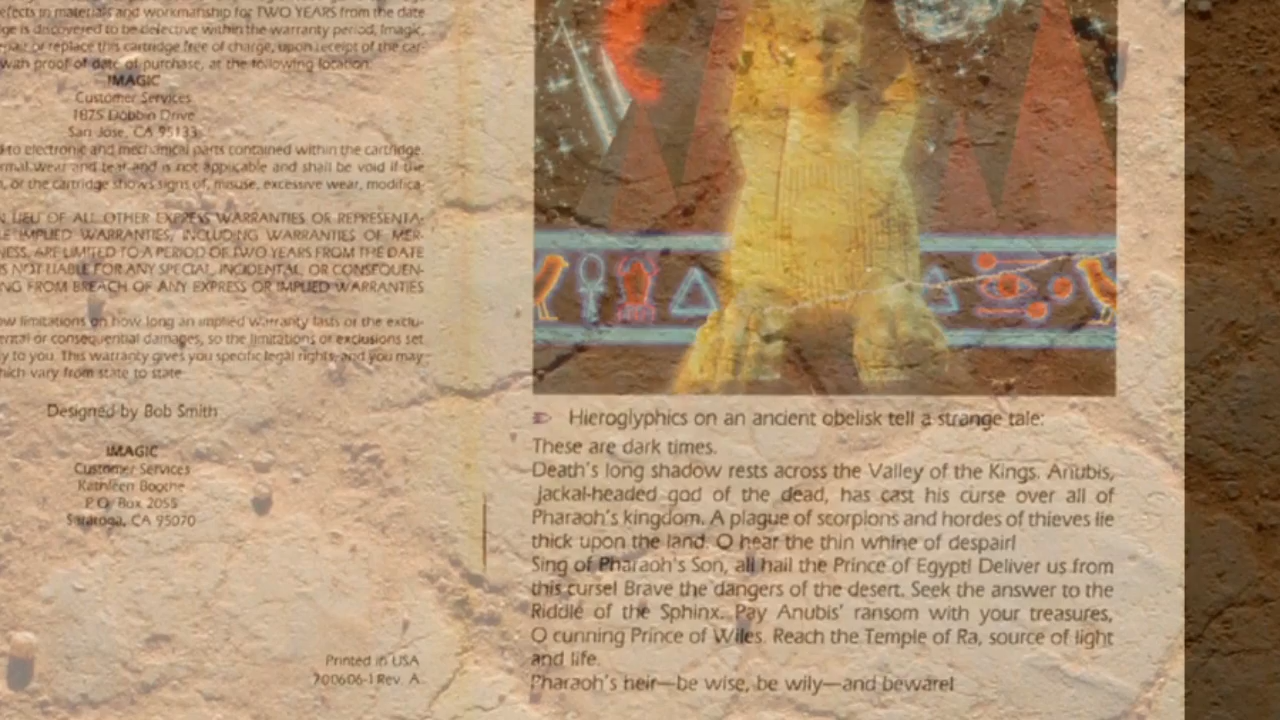 efects in materials and workmanship for TWO YEARS from the date
ge is discovered to be defective within the warranty period, Imagic,
epair or replace this cartridge free of charge, upon receipt of the car-
with proof of date of purchase, at the following location:
IMAGIC
Customer Services
1875 Dobbin Drive
San Jose, CA 95133
d to electronic and mechanical parts contained within the cartridge.
rmal wear and tear and is not applicable and shall be void if the
, or the cartridge shows signs of, misuse, excessive wear, modifica-
N LIEU OF ALL OTHER EXPRESS WARRANTIES OR REPRESENTA-
LE IMPLIED WARRANTIES, INCLUDING WARRANTIES OF MER-
NESS, ARE LIMITED TO A PERIOD OF TWO YEARS FROM THE DATE
IS NOT LIABLE FOR ANY SPECIAL, INCIDENTAL, OR CONSEQUEN-
NG FROM BREACH OF ANY EXPRESS OR IMPLIED WARRANTIES
ow limitations on how long an implied warranty lasts or the exclu-
ental or consequential damages, so the limitations or exclusions set
ly to you. This warranty gives you specific legal rights, and you may
hich vary from state to state.
Designed by Bob Smith
IMAGIC
Customer Services
Kathleen Booche
P.O. Box 2055
Saratoga, CA 95070
Printed in USA
700606-1 Rev. A
Hieroglyphics on an ancient obelisk tell a strange tale:
These are dark times.
Death's long shadow rests across the Valley of the Kings. Anubis,
jackal-headed god of the dead, has cast his curse over all of
Pharaoh's kingdom. A plague of scorpions and hordes of thieves lie
thick upon the land. O hear the thin whine of despair!
Sing of Pharaoh's Son, all hail the Prince of Egypt! Deliver us from
this curse! Brave the dangers of the desert. Seek the answer to the
Riddle of the Sphinx. Pay Anubis' ransom with your treasures,
O cunning Prince of Wiles. Reach the Temple of Ra, source of light
and life.
Pharaoh's heir—be wise, be wily—and beware!